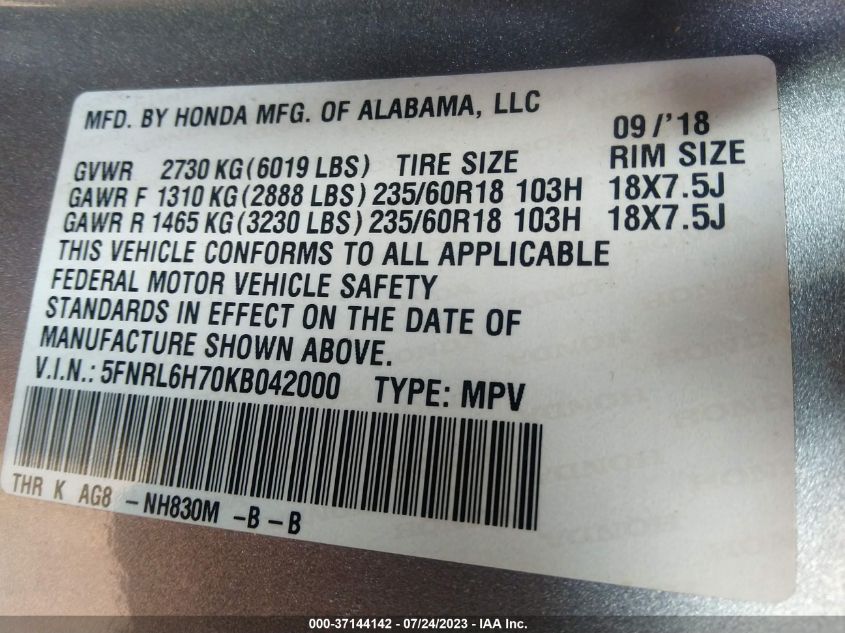 MFD. BY HONDA MFG. OF ALABAMA, LLC 09/'18
GVWR 2730 KG (6019 LBS) TIRE SIZE RIM SIZE
GAWR F 1310 KG (2888 LBS) 235/60R18 103H 18X7.5J
GAWR R 1465 KG (3230 LBS) 235/60R18 103H 18X7.5J
THIS VEHICLE CONFORMS TO ALL APPLICABLE
FEDERAL MOTOR VEHICLE SAFETY
STANDARDS IN EFFECT ON THE DATE OF
MANUFACTURE SHOWN ABOVE.
V.I.N.: 5FNRL6H70KB042000 TYPE: MPV
THR K AG8 -NH830M -B-B
000-37144142 - 07/24/2023 - IAA Inc.